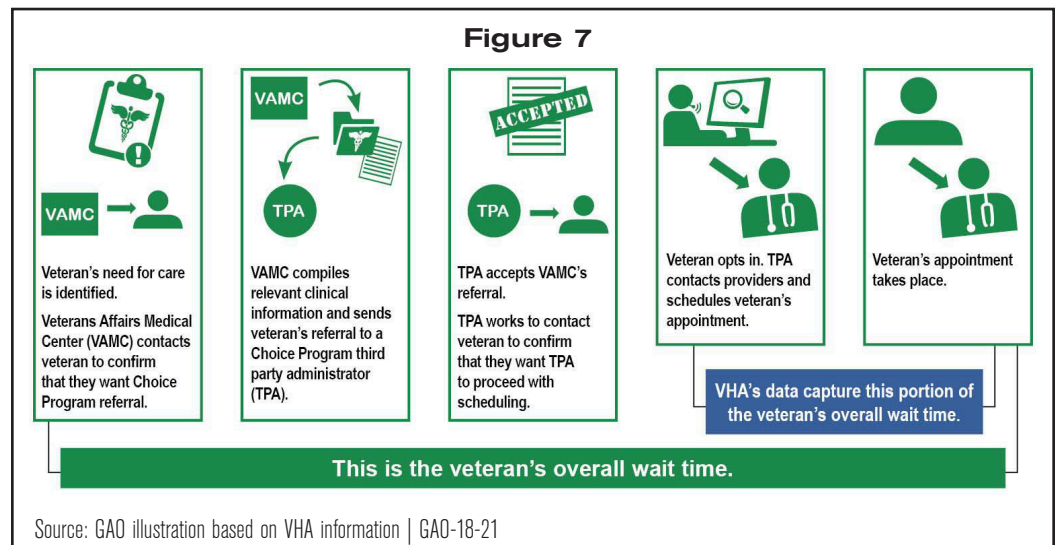 Figure 7
VAMC
Veteran's need for care
is identified.
Veterans Affairs Medical
Center (VAMC) contacts
veteran to confirm
that they want Choice
Program referral.
VAMC
TPA
VAMC compiles
relevant clinical
information and sends
veteran's referral to a
Choice Program third
party administrator
(TPA).
ACCEPTED
TPA
TPA accepts VAMC's
referral.
TPA works to contact
veteran to confirm
that they want TPA
to proceed with
scheduling.
Veteran opts in. TPA
contacts providers and
schedules veteran's
appointment.
Veteran's appointment
takes place.
VHA's data capture this portion of
the veteran's overall wait time.
This is the veteran's overall wait time.
Source: GAO illustration based on VHA information | GAO-18-21